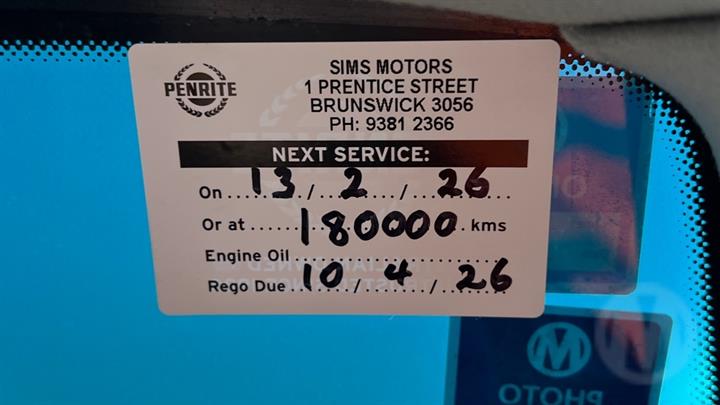 PENRITE
SIMS MOTORS
1 PRENTICE STREET
BRUNSWICK 3056
PH: 9381 2366
NEXT SERVICE:
On 13 / 2 / 26
Or at 180000 kms
Engine Oil
Rego Due 10 / 4 / 26
M
PHOTO